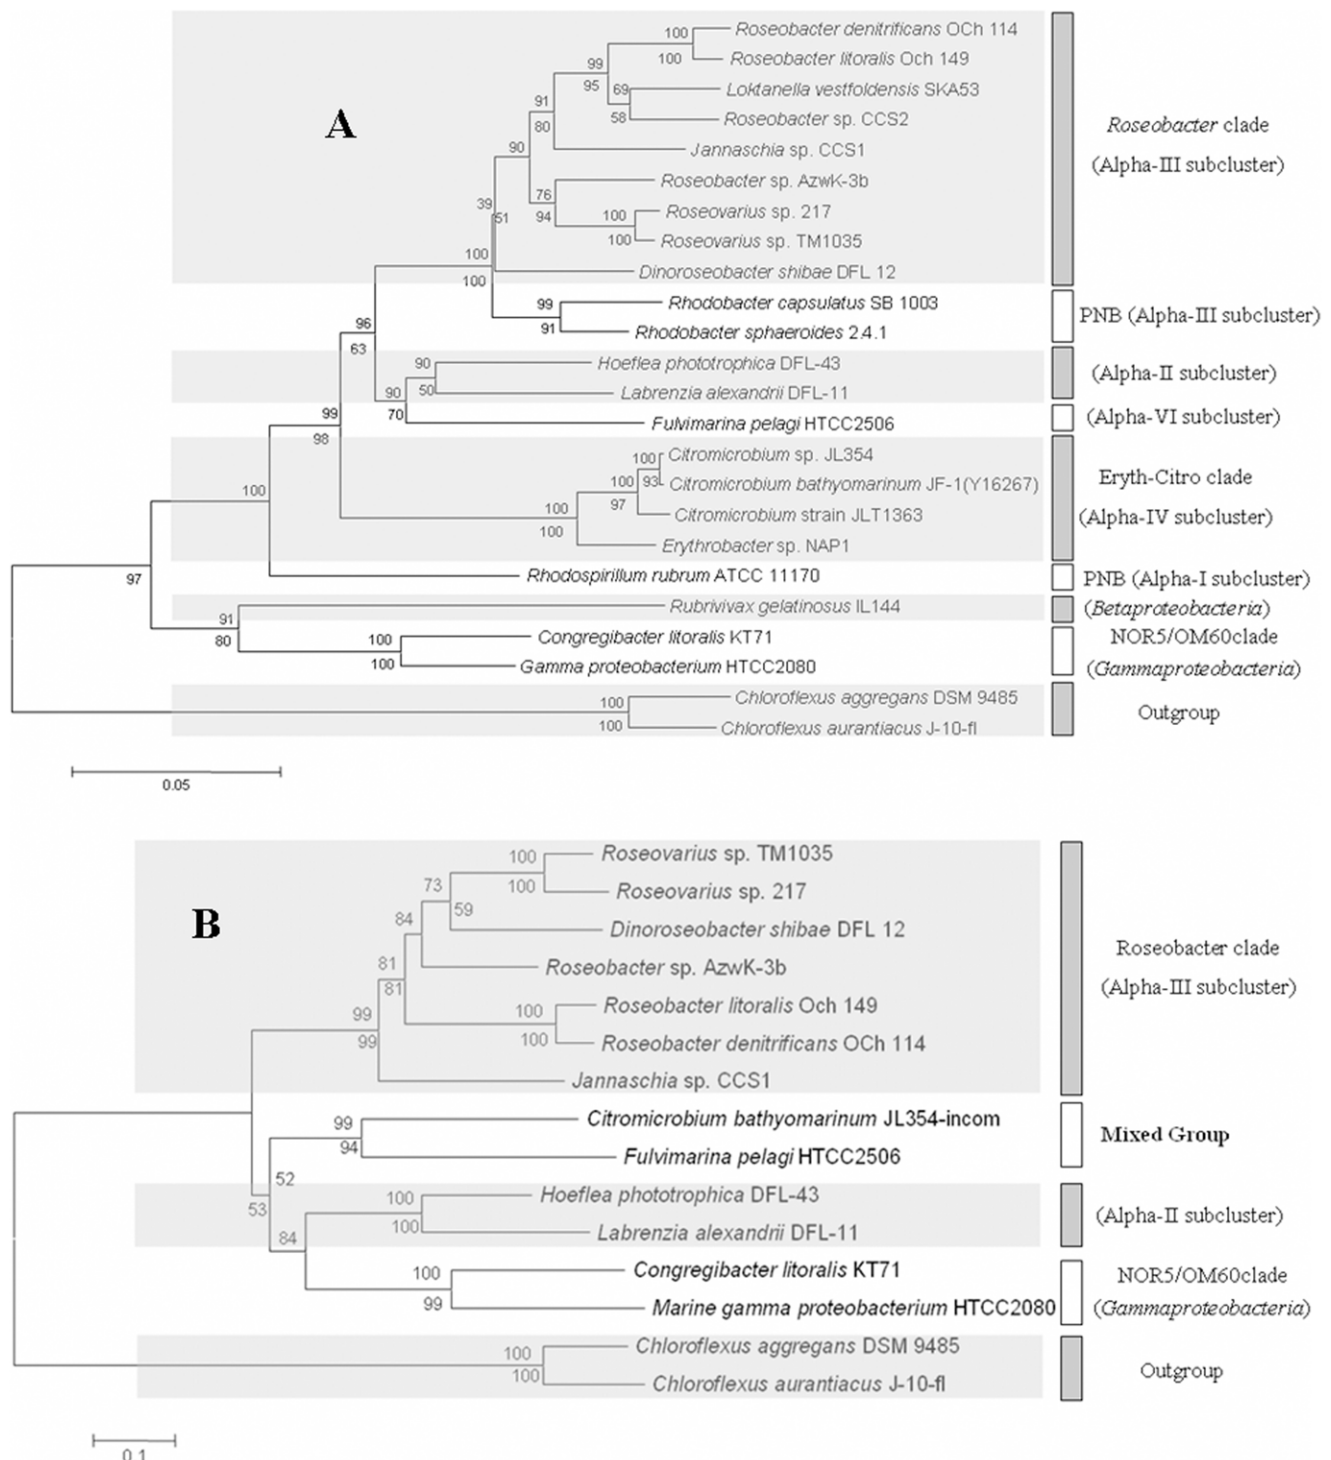 A
100
Roseobacter denitrificans OCh 114
100
Roseobacter litoralis Och 149
99
95
69
Loktanella vestfoldensis SKA53
58
Roseobacter sp. CCS2
91
80
Jannaschia sp. CCS1
90
Roseobacter sp. AzwK-3b
76
94
100
Roseovarius sp. 217
100
Roseovarius sp. TM1035
39
51
100
100
Dinoroseobacter shibae DFL 12
Roseobacter clade
(Alpha-III subcluster)
99
Rhodobacter capsulatus SB 1003
91
Rhodobacter sphaeroides 2.4.1
PNB (Alpha-III subcluster)
96
63
90
Hoeflea phototrophica DFL-43
50
Labrenzia alexandrii DFL-11
(Alpha-II subcluster)
90
70
Fulvimarina pelagi HTCC2506
(Alpha-VI subcluster)
99
98
100
Citromicrobium sp. JL354
93
Citromicrobium bathyomarinum JF-1(Y16267)
100
97
Citromicrobium strain JLT1363
100
100
Erythrobacter sp. NAP1
Eryth-Citro clade
(Alpha-IV subcluster)
100
Rhodospirillum rubrum ATCC 11170
PNB (Alpha-I subcluster)
97
Rubrivivax gelatinosus IL144
(Betaproteobacteria)
91
80
100
Congregibacter litoralis KT71
100
Gamma proteobacterium HTCC2080
NOR5/OM60clade
(Gammaproteobacteria)
100
Chloroflexus aggregans DSM 9485
100
Chloroflexus aurantiacus J-10-fl
Outgroup
0.05
B
100
Roseovarius sp. TM1035
100
Roseovarius sp. 217
73
59
Dinoroseobacter shibae DFL 12
84
Roseobacter sp. AzwK-3b
81
81
100
Roseobacter litoralis Och 149
100
Roseobacter denitrificans OCh 114
99
99
Jannaschia sp. CCS1
Roseobacter clade
(Alpha-III subcluster)
99
Citromicrobium bathyomarinum JL354-incom
94
Fulvimarina pelagi HTCC2506
Mixed Group
52
53
100
Hoeflea phototrophica DFL-43
100
Labrenzia alexandrii DFL-11
(Alpha-II subcluster)
84
100
Congregibacter litoralis KT71
99
Marine gamma proteobacterium HTCC2080
NOR5/OM60clade
(Gammaproteobacteria)
100
Chloroflexus aggregans DSM 9485
100
Chloroflexus aurantiacus J-10-fl
Outgroup
0.1